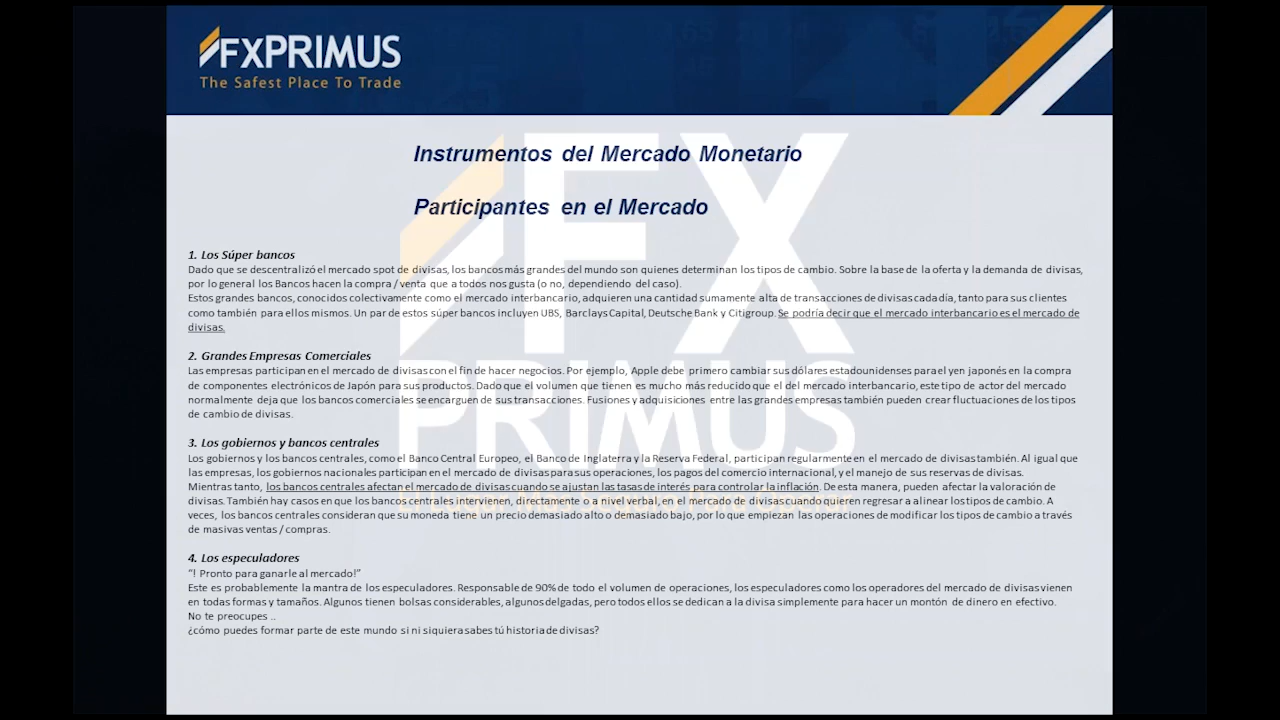 FXPRIMUS
The Safest Place To Trade
Instrumentos del Mercado Monetario
Participantes en el Mercado
1. Los Súper bancos
Dado que se descentralizó el mercado spot de divisas, los bancos más grandes del mundo son quienes determinan los tipos de cambio. Sobre la base de la oferta y la demanda de divisas,
por lo general los Bancos hacen la compra / venta que a todos nos gusta (o no, dependiendo del caso).
Estos grandes bancos, conocidos colectivamente como el mercado interbancario, adquieren una cantidad sumamente alta de transacciones de divisas cada día, tanto para sus clientes
como también para ellos mismos. Un par de estos súper bancos incluyen UBS, Barclays Capital, Deutsche Bank y Citigroup. Se podría decir que el mercado interbancario es el mercado de
divisas.
2. Grandes Empresas Comerciales
Las empresas participan en el mercado de divisas con el fin de hacer negocios. Por ejemplo, Apple debe primero cambiar sus dólares estadounidenses para el yen japonés en la compra
de componentes electrónicos de Japón para sus productos. Dado que el volumen que tienen es mucho más reducido que el del mercado interbancario, este tipo de actor del mercado
normalmente deja que los bancos comerciales se encarguen de sus transacciones. Fusiones y adquisiciones entre las grandes empresas también pueden crear fluctuaciones de los tipos
de cambio de divisas.
3. Los gobiernos y bancos centrales
Los gobiernos y los bancos centrales, como el Banco Central Europeo, el Banco de Inglaterra y la Reserva Federal, participan regularmente en el mercado de divisas también. Al igual que
las empresas, los gobiernos nacionales participan en el mercado de divisas para sus operaciones, los pagos del comercio internacional, y el manejo de sus reservas de divisas.
Mientras tanto, los bancos centrales afectan el mercado de divisas cuando se ajustan las tasas de interés para controlar la inflación. De esta manera, pueden afectar la valoración de
divisas. También hay casos en que los bancos centrales intervienen, directamente o a nivel verbal, en el mercado de divisas cuando quieren regresar a alinear los tipos de cambio. A
veces, los bancos centrales consideran que su moneda tiene un precio demasiado alto o demasiado bajo, por lo que empiezan las operaciones de modificar los tipos de cambio a través
de masivas ventas / compras.
4. Los especuladores
"! Pronto para ganarle al mercado!"
Este es probablemente la mantra de los especuladores. Responsable de 90% de todo el volumen de operaciones, los especuladores como los operadores del mercado de divisas vienen
en todas formas y tamaños. Algunos tienen bolsas considerables, algunos delgadas, pero todos ellos se dedican a la divisa simplemente para hacer un montón de dinero en efectivo.
No te preocupes ..
¿cómo puedes formar parte de este mundo si ni siquiera sabes tú historia de divisas?
FX
PRIMUS
El Lugar Más Seguro Para Operar